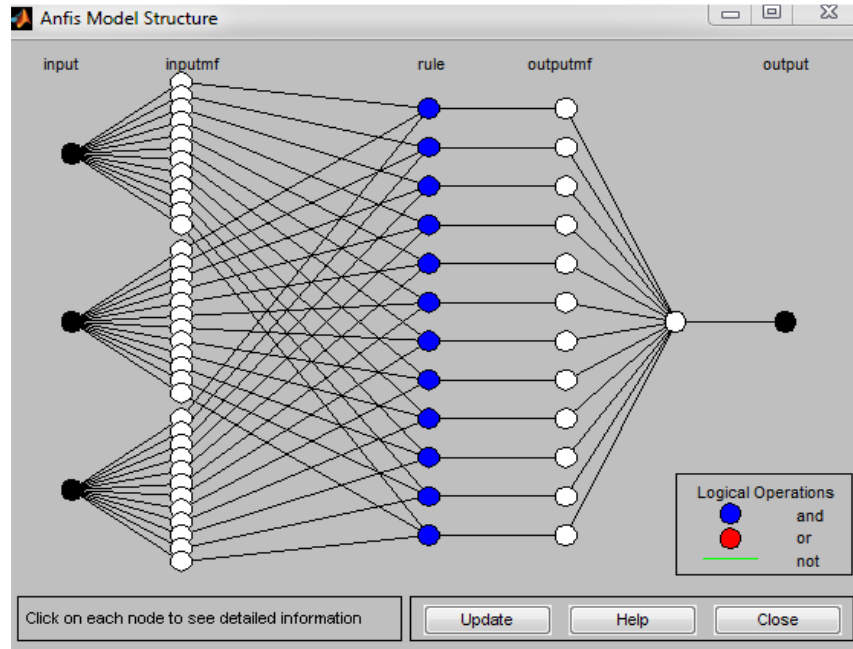 Anfis Model Structure
input inputmf rule outputmf output
Logical Operations
and
or
not
Click on each node to see detailed information
Update Help Close